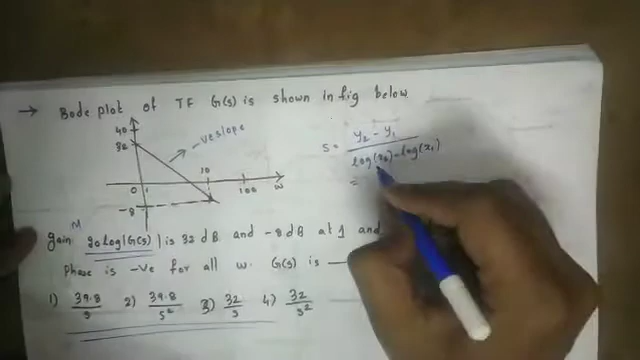 → Bode plot of TF G(s) is shown in fig below
40
32
-ve slope
0 1 10 100 ω
-8
S = y₂ - y₁ / log(x₂) - log(x₁)
=
gain M 20log|G(s)| is 32 dB and -8 dB at 1 and
phase is -ve for all ω. G(s) is
1) 39.8/s 2) 39.8/s² 3) 32/s 4) 32/s²